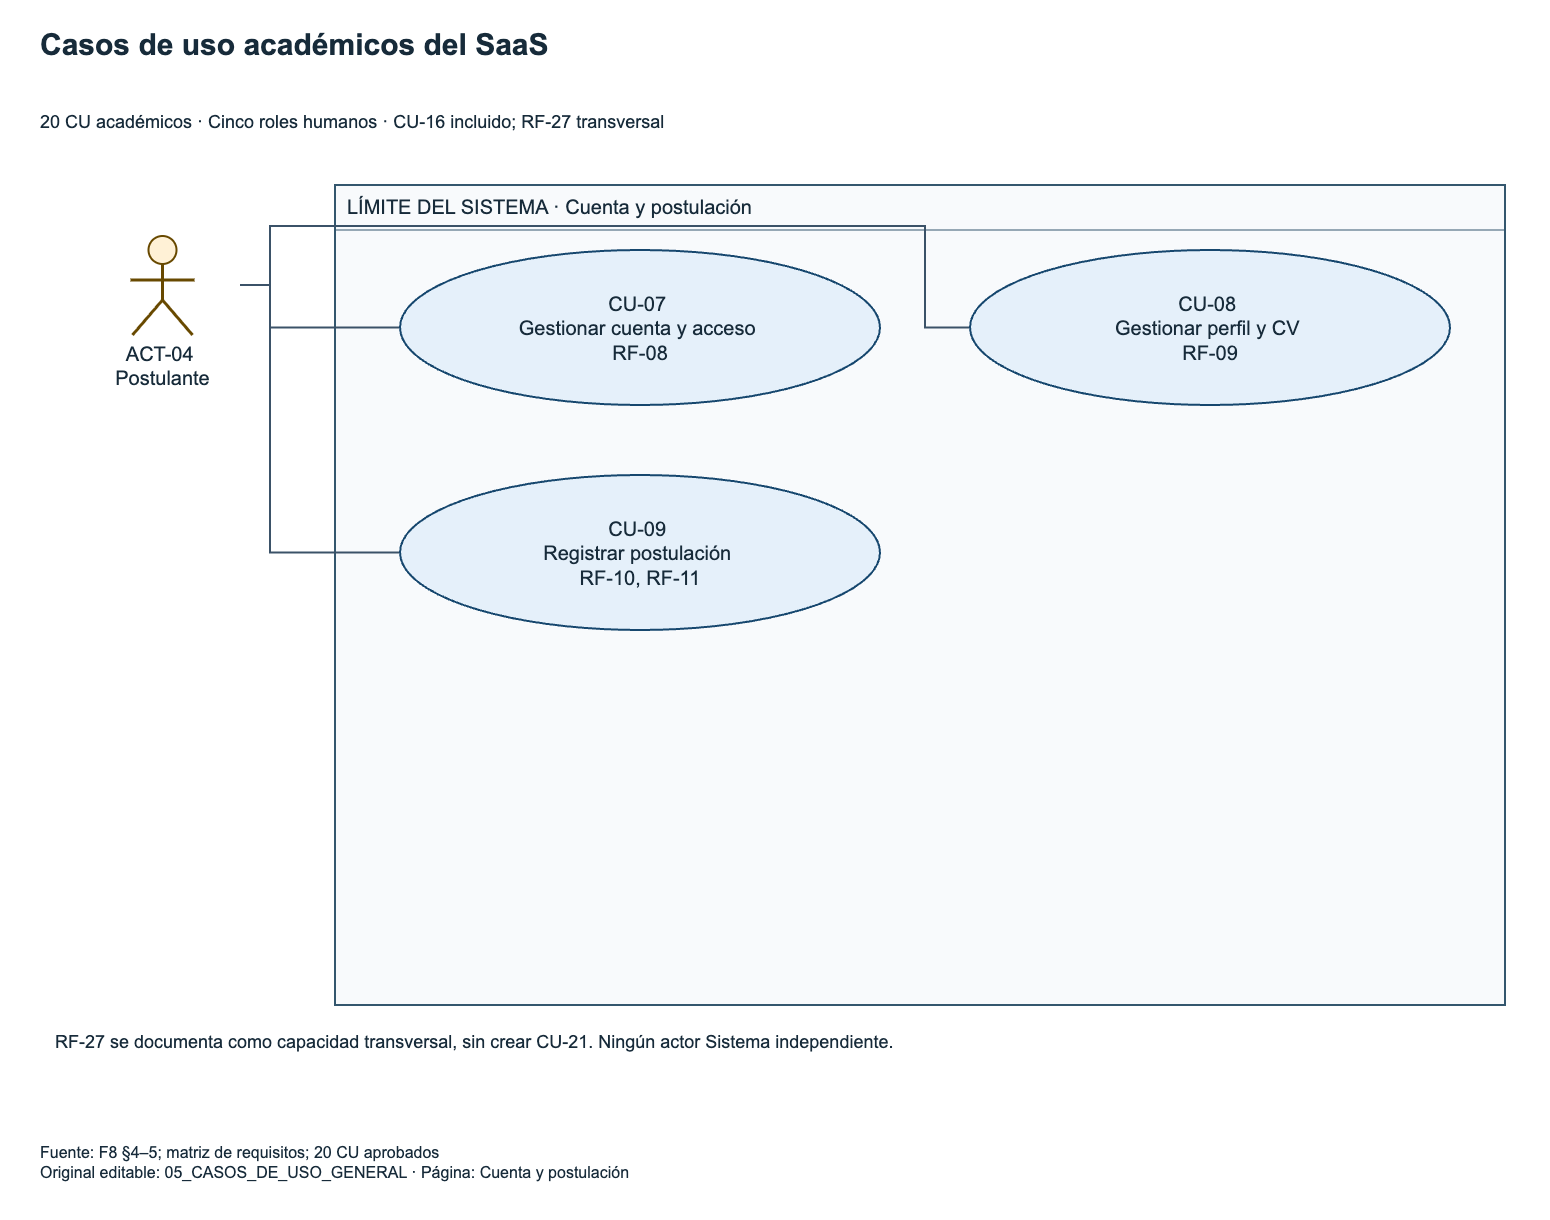 Casos de uso académicos del SaaS
20 CU académicos · Cinco roles humanos · CU-16 incluido; RF-27 transversal
LÍMITE DEL SISTEMA · Cuenta y postulación
ACT-04
Postulante
CU-07
Gestionar cuenta y acceso
RF-08
CU-08
Gestionar perfil y CV
RF-09
CU-09
Registrar postulación
RF-10, RF-11
RF-27 se documenta como capacidad transversal, sin crear CU-21. Ningún actor Sistema independiente.
Fuente: F8 §4–5; matriz de requisitos; 20 CU aprobados
Original editable: 05_CASOS_DE_USO_GENERAL · Página: Cuenta y postulación